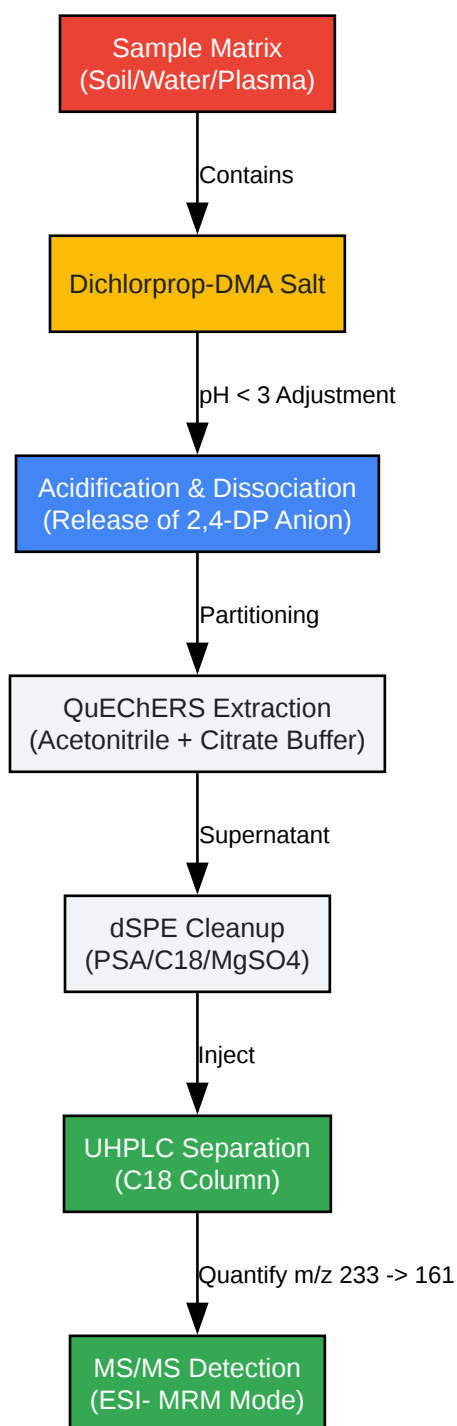 Sample Matrix
(Soil/Water/Plasma)
Contains
Dichlorprop-DMA Salt
pH < 3 Adjustment
Acidification & Dissociation
(Release of 2,4-DP Anion)
Partitioning
QuEChERS Extraction
(Acetonitrile + Citrate Buffer)
Supernatant
dSPE Cleanup
(PSA/C18/MgSO4)
Inject
UHPLC Separation
(C18 Column)
Quantify m/z 233 -> 161
MS/MS Detection
(ESI- MRM Mode)